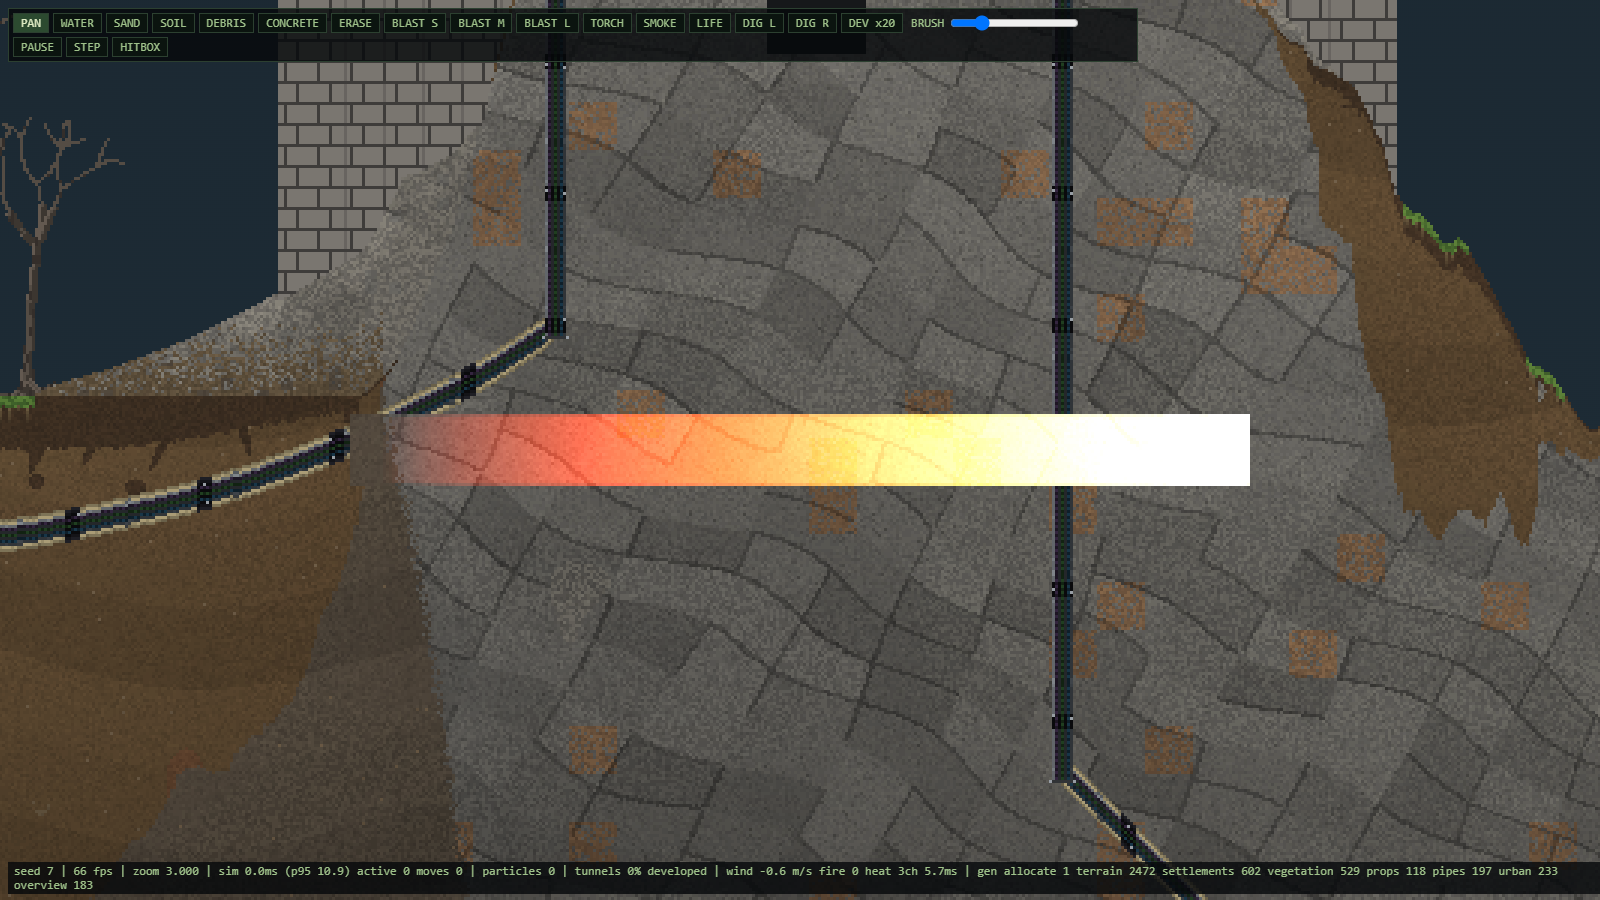 PAN WATER SAND SOIL DEBRIS CONCRETE ERASE BLAST S BLAST M BLAST L TORCH SMOKE LIFE DIG L DIG R DEV x20 BRUSH
PAUSE STEP HITBOX
seed 7 | 66 fps | zoom 3.000 | sim 0.0ms (p95 10.9) active 0 moves 0 | particles 0 | tunnels 0% developed | wind -0.6 m/s fire 0 heat 3ch 5.7ms | gen allocate 1 terrain 2472 settlements 602 vegetation 529 props 118 pipes 197 urban 233
overview 183